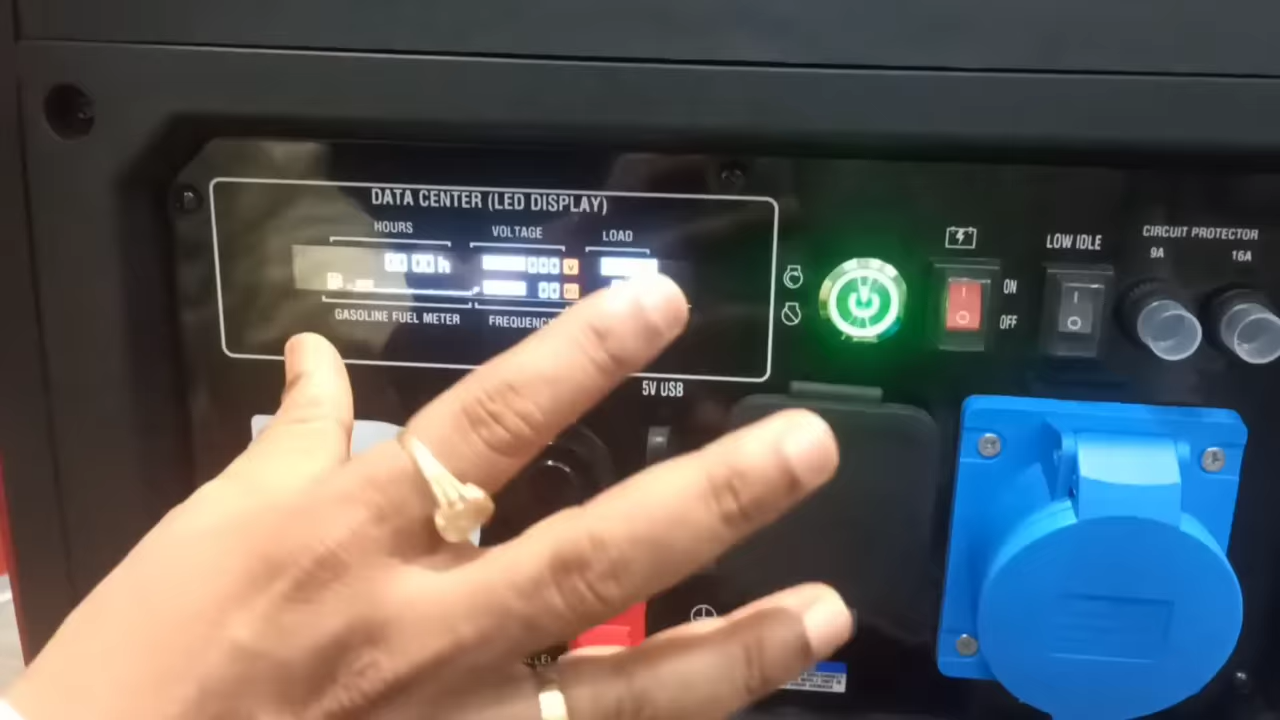 DATA CENTER (LED DISPLAY)
HOURS
VOLTAGE
LOAD
GASOLINE FUEL METER
5V USB
ON
OFF
LOW IDLE
CIRCUIT PROTECTOR
9A
16A